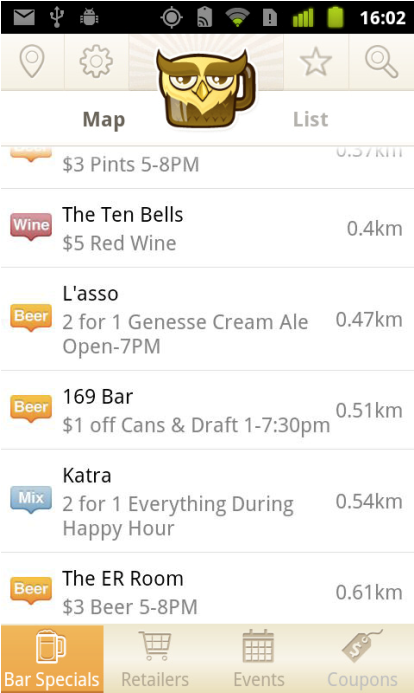 16:02
Map
List
Beer
$3 Pints 5-8PM
0.37km
Wine
The Ten Bells
$5 Red Wine
0.4km
Beer
L'asso
2 for 1 Genesse Cream Ale
Open-7PM
0.47km
Beer
169 Bar
$1 off Cans & Draft 1-7:30pm
0.51km
Mix
Katra
2 for 1 Everything During
Happy Hour
0.54km
Beer
The ER Room
$3 Beer 5-8PM
0.61km
Bar Specials
Retailers
Events
Coupons